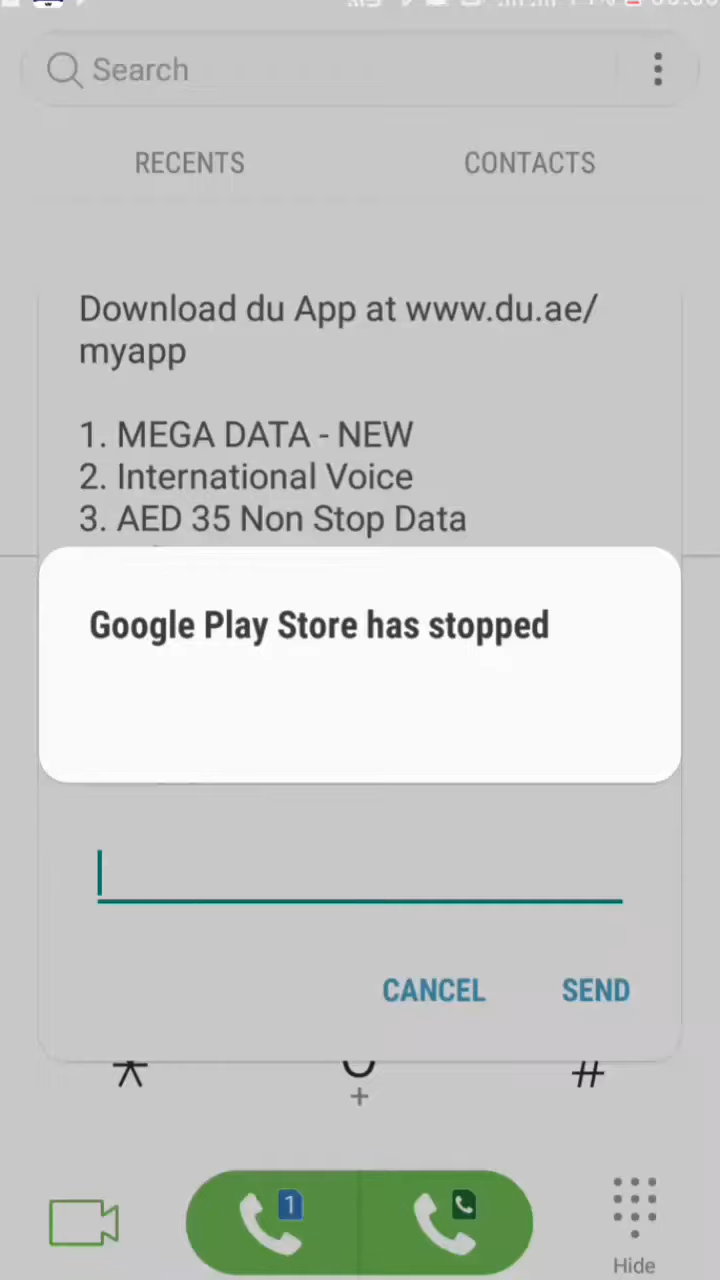 Search
RECENTS
CONTACTS
Download du App at www.du.ae/
myapp
1. MEGA DATA - NEW
2. International Voice
3. AED 35 Non Stop Data
Google Play Store has stopped
CANCEL
SEND
#
+
1
Hide